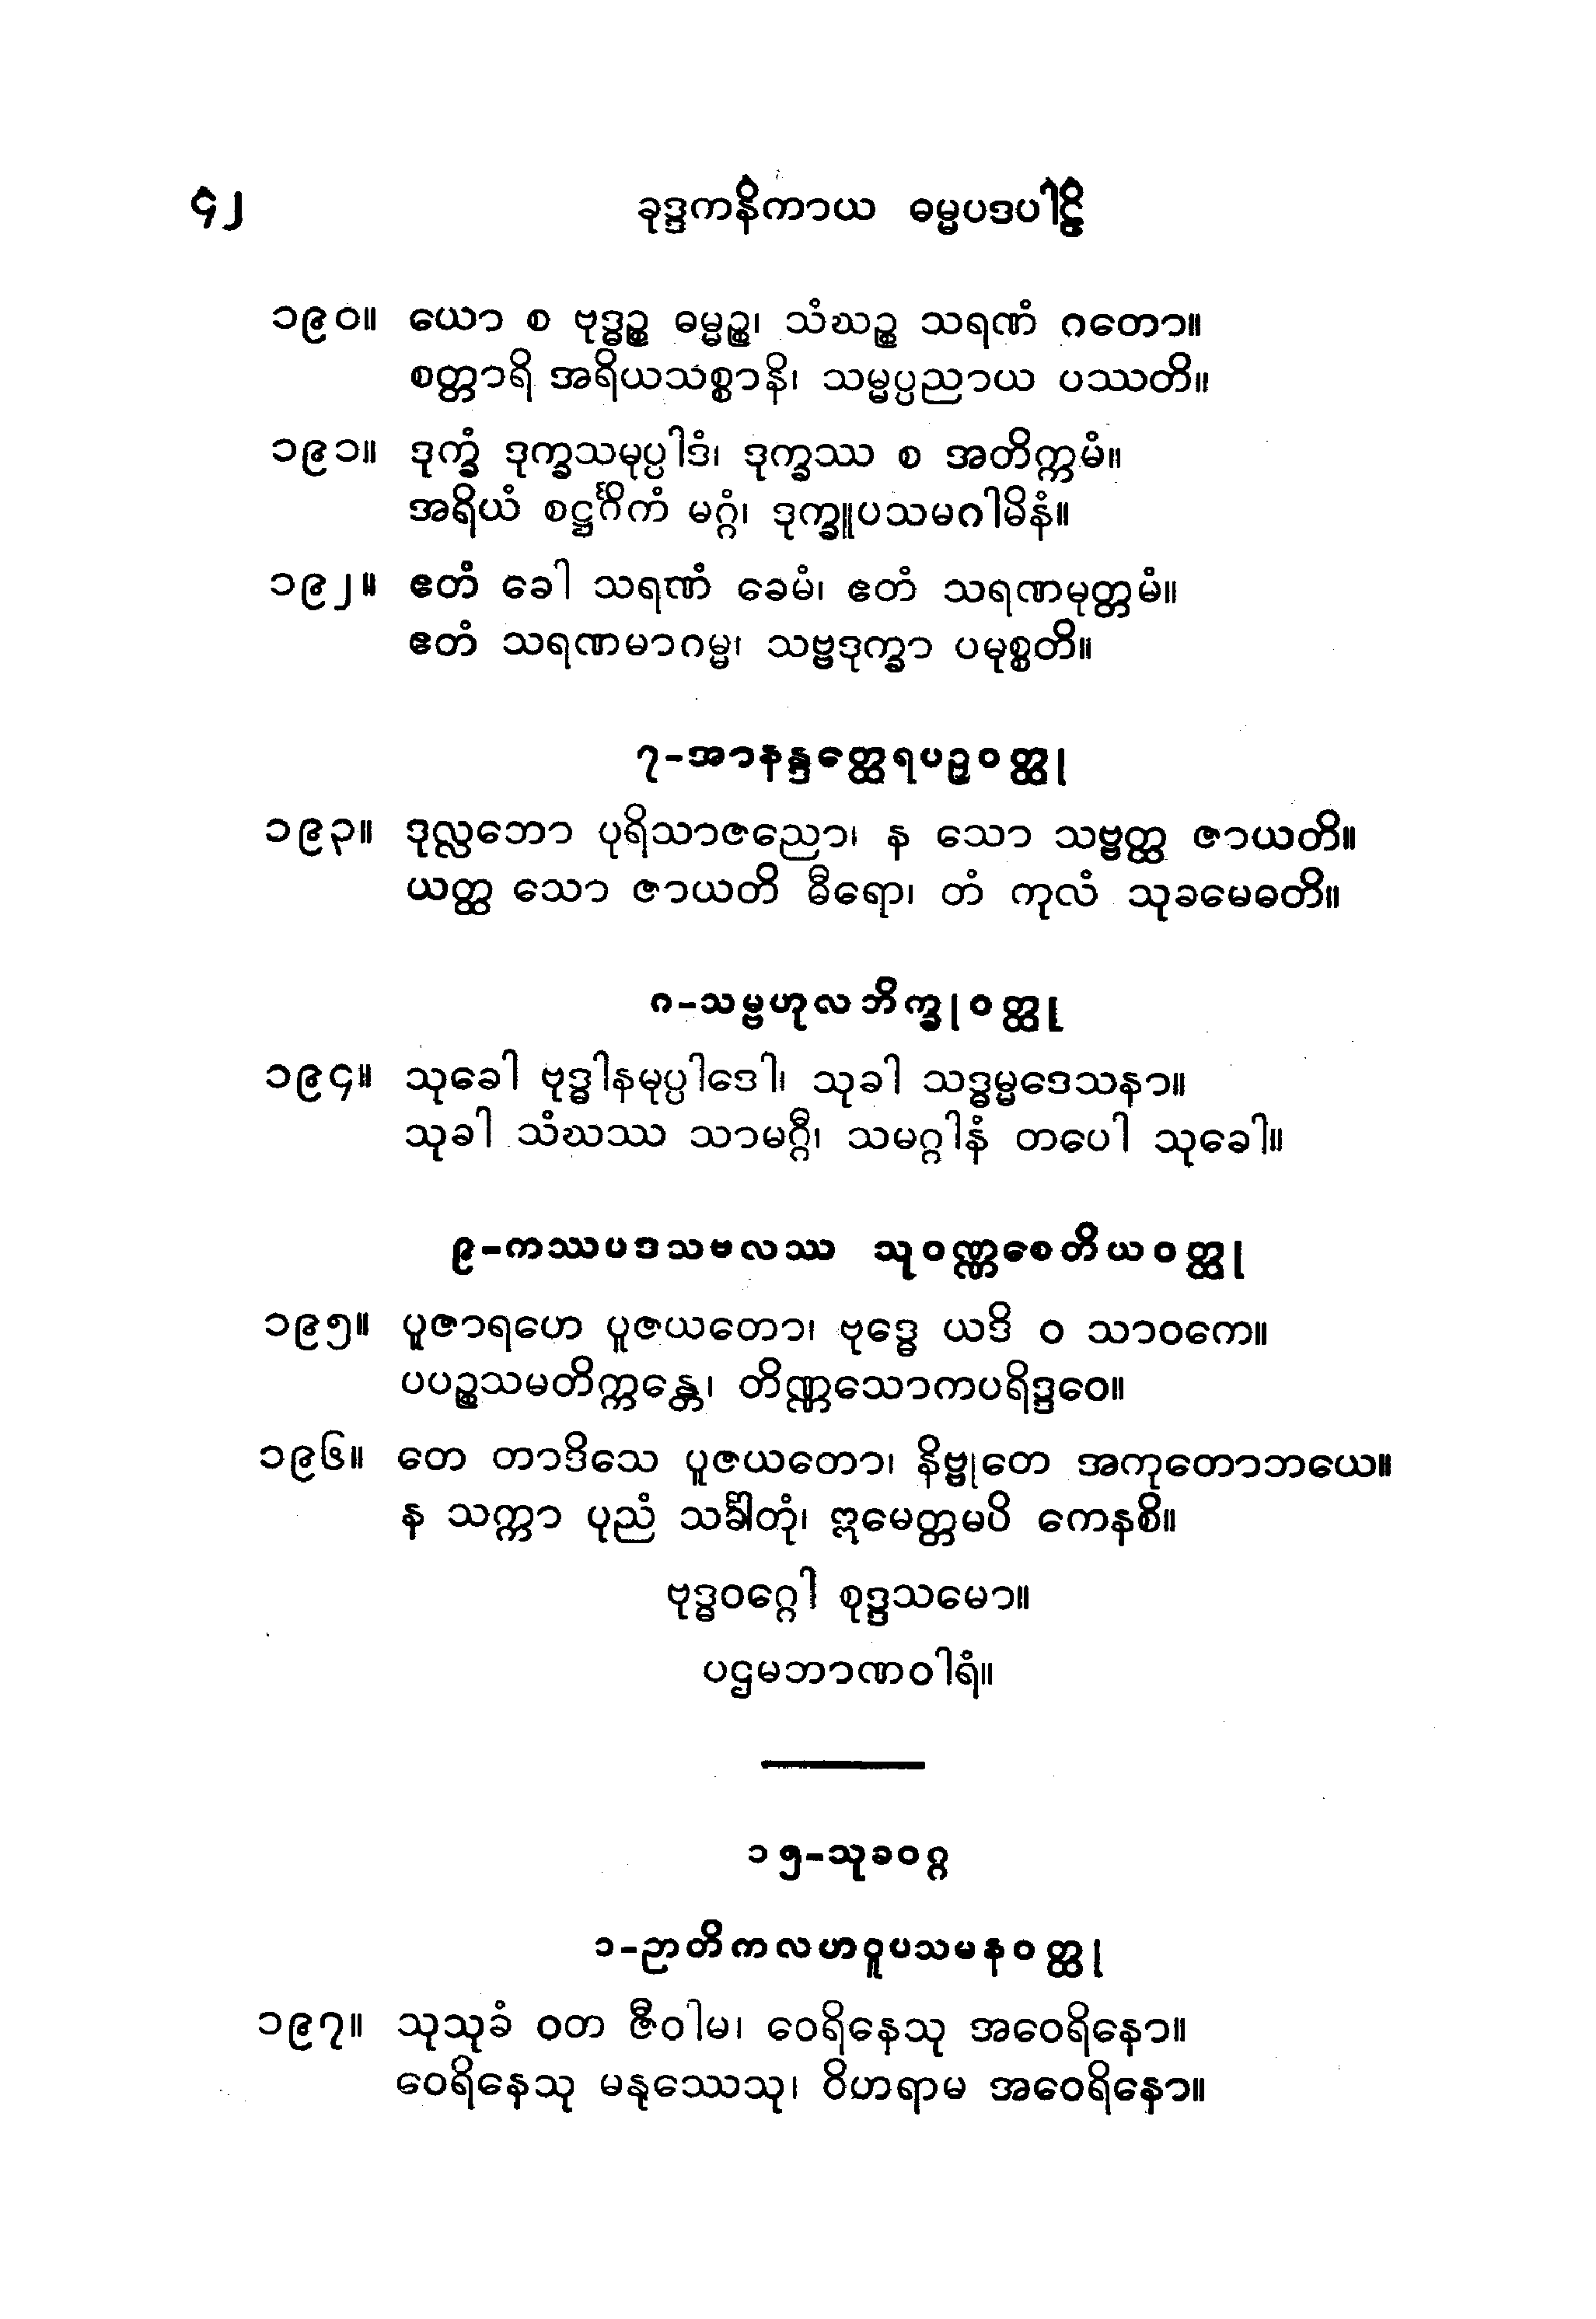 ၄၂ ခုဒ္ဒကနိကာယ ဓမ္မပဒပါဠိ
၁၉၀။ ယော စ ဗုဒ္ဓဉ္စ ဓမ္မဉ္စ၊ သံဃဉ္စ သရဏံ ဂတော။
စတ္တာရိ အရိယသစ္စာနိ၊ သမ္မပ္ပညာယ ပဿတိ။
၁၉၁။ ဒုက္ခံ ဒုက္ခသမုပ္ပါဒံ၊ ဒုက္ခဿ စ အတိက္ကမံ။
အရိယံ စဋ္ဌင်္ဂိကံ မဂ္ဂံ၊ ဒုက္ခူပသမဂါမိနံ။
၁၉၂။ ဧတံ ခေါ သရဏံ ခေမံ၊ ဧတံ သရဏမုတ္တမံ။
ဧတံ သရဏမာဂမ္မ၊ သဗ္ဗဒုက္ခာ ပမုစ္စတိ။
၇-အာနန္ဒတ္ထေရပဉှဝတ္ထု
၁၉၃။ ဒုလ္လဘော ပုရိသာဇညော၊ န သော သဗ္ဗတ္ထ ဇာယတိ။
ယတ္ထ သော ဇာယတိ ဓီရော၊ တံ ကုလံ သုခမေဓတိ။
၈-သမ္ဗဟုလဘိက္ခုဝတ္ထု
၁၉၄။ သုခေါ ဗုဒ္ဓါနမုပ္ပါဒေါ၊ သုခါ သဒ္ဓမ္မဒေသနာ။
သုခါ သံဃဿ သာမဂ္ဂီ၊ သမဂ္ဂါနံ တပေါ သုခေါ။
၉-ကဿပဒသဗလဿ သုဝဏ္ဏစေတိယဝတ္ထု
၁၉၅။ ပူဇာရဟေ ပူဇယတော၊ ဗုဒ္ဓေ ယဒိ ဝ သာဝကေ။
ပပဉ္စသမတိက္ကန္တေ၊ တိဏ္ဏသောကပရိဒ္ဒဝေ။
၁၉၆။ တေ တာဒိသေ ပူဇယတော၊ နိဗ္ဗုတေ အကုတောဘယေ။
န သက္ကာ ပုညံ သင်္ခါတုံ၊ ဣမေတ္တမပိ ကေနစိ။
ဗုဒ္ဓဝဂ္ဂေါ စုဒ္ဒသမော။
ပဌမဘာဏဝါရံ။
၁၅-သုခဝဂ္ဂ
၁-ဉာတိကလဟဝူပသမနဝတ္ထု
၁၉၇။ သုသုခံ ဝတ ဇီဝါမ၊ ဝေရိနေသု အဝေရိနော။
ဝေရိနေသု မနုဿေသု၊ ဝိဟရာမ အဝေရိနော။